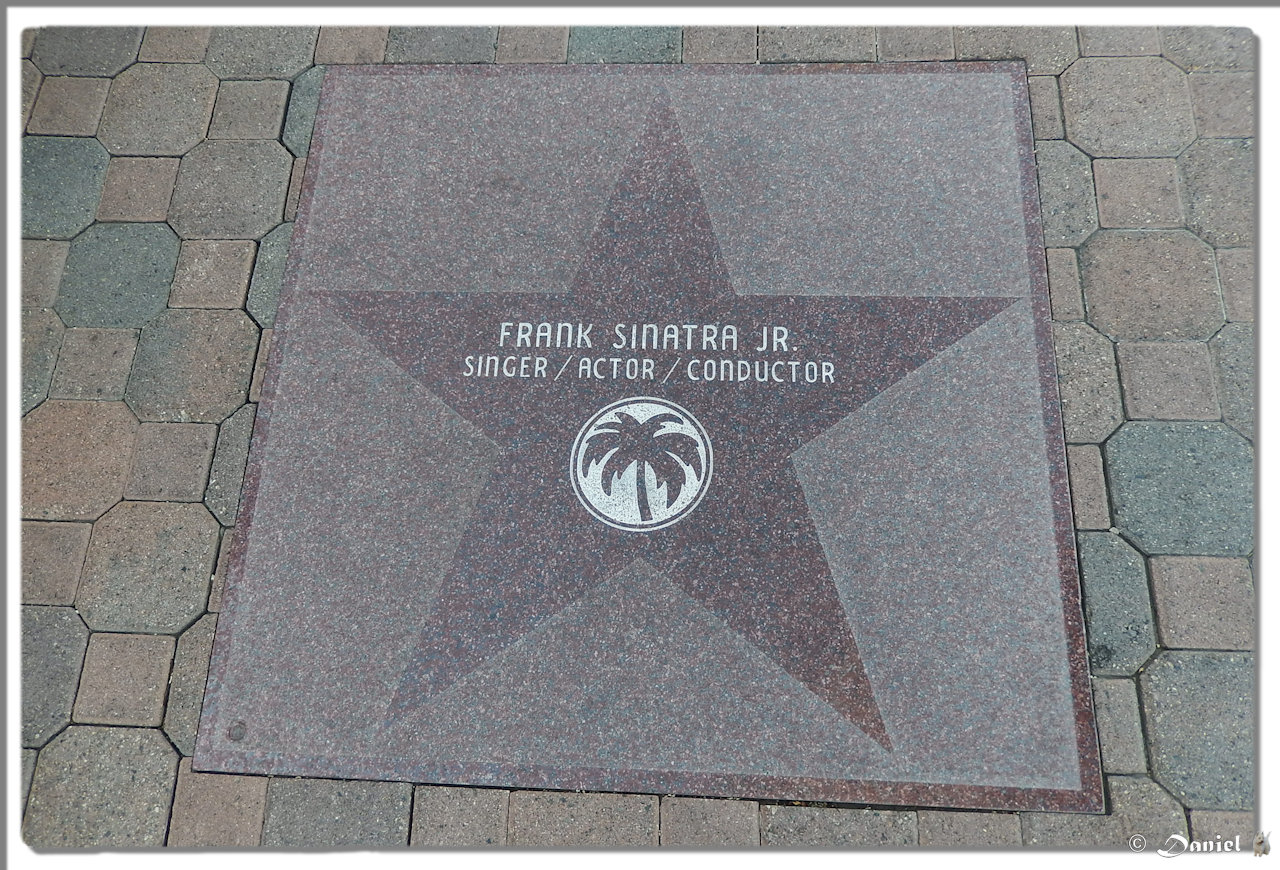 FRANK SINATRA JR.
SINGER/ACTOR/CONDUCTOR
© Daniel